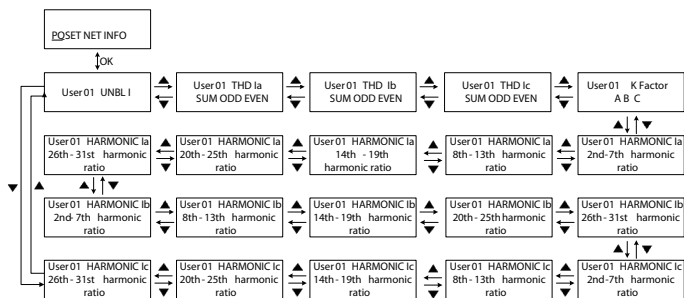 PQSET NET INFO
OK
User01 UNBL I
User01 THD Ia
SUM ODD EVEN
User01 THD Ib
SUM ODD EVEN
User01 THD Ic
SUM ODD EVEN
User01 K Factor
A B C
User01 HARMONIC Ia
26th-31st harmonic
ratio
User01 HARMONIC Ia
20th-25th harmonic
ratio
User01 HARMONIC Ia
14th - 19th
harmonic ratio
User01 HARMONIC Ia
8th-13th harmonic
ratio
User01 HARMONIC Ia
2nd-7th harmonic
ratio
User01 HARMONIC Ib
2nd-7th harmonic
ratio
User01 HARMONIC Ib
8th-13th harmonic
ratio
User01 HARMONIC Ib
14th-19th harmonic
ratio
User01 HARMONIC Ib
20th-25th harmonic
ratio
User01 HARMONIC Ib
26th-31st harmonic
ratio
User01 HARMONIC Ic
26th-31st harmonic
ratio
User01 HARMONIC Ic
20th-25th harmonic
ratio
User01 HARMONIC Ic
14th-19th harmonic
ratio
User01 HARMONIC Ic
8th-13th harmonic
ratio
User01 HARMONIC Ic
2nd-7th harmonic
ratio